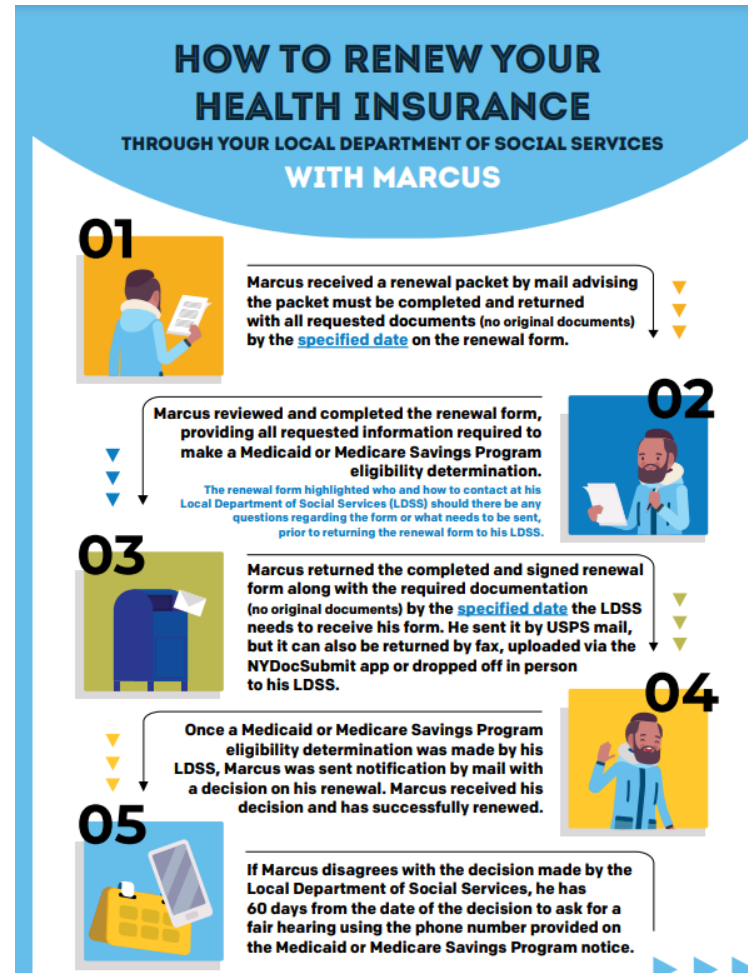 HOW TO RENEW YOUR
HEALTH INSURANCE
THROUGH YOUR LOCAL DEPARTMENT OF SOCIAL SERVICES
WITH MARCUS
01
Marcus received a renewal packet by mail advising
the packet must be completed and returned
with all requested documents (no original documents)
by the specified date on the renewal form.
02
Marcus reviewed and completed the renewal form,
providing all requested information required to
make a Medicaid or Medicare Savings Program
eligibility determination.
The renewal form highlighted who and how to contact at his
Local Department of Social Services (LDSS) should there be any
questions regarding the form or what needs to be sent,
prior to returning the renewal form to his LDSS.
03
Marcus returned the completed and signed renewal
form along with the required documentation
(no original documents) by the specified date the LDSS
needs to receive his form. He sent it by USPS mail,
but it can also be returned by fax, uploaded via the
NYDocSubmit app or dropped off in person
to his LDSS.
04
Once a Medicaid or Medicare Savings Program
eligibility determination was made by his
LDSS, Marcus was sent notification by mail with
a decision on his renewal. Marcus received his
decision and has successfully renewed.
05
If Marcus disagrees with the decision made by the
Local Department of Social Services, he has
60 days from the date of the decision to ask for a
fair hearing using the phone number provided on
the Medicaid or Medicare Savings Program notice.